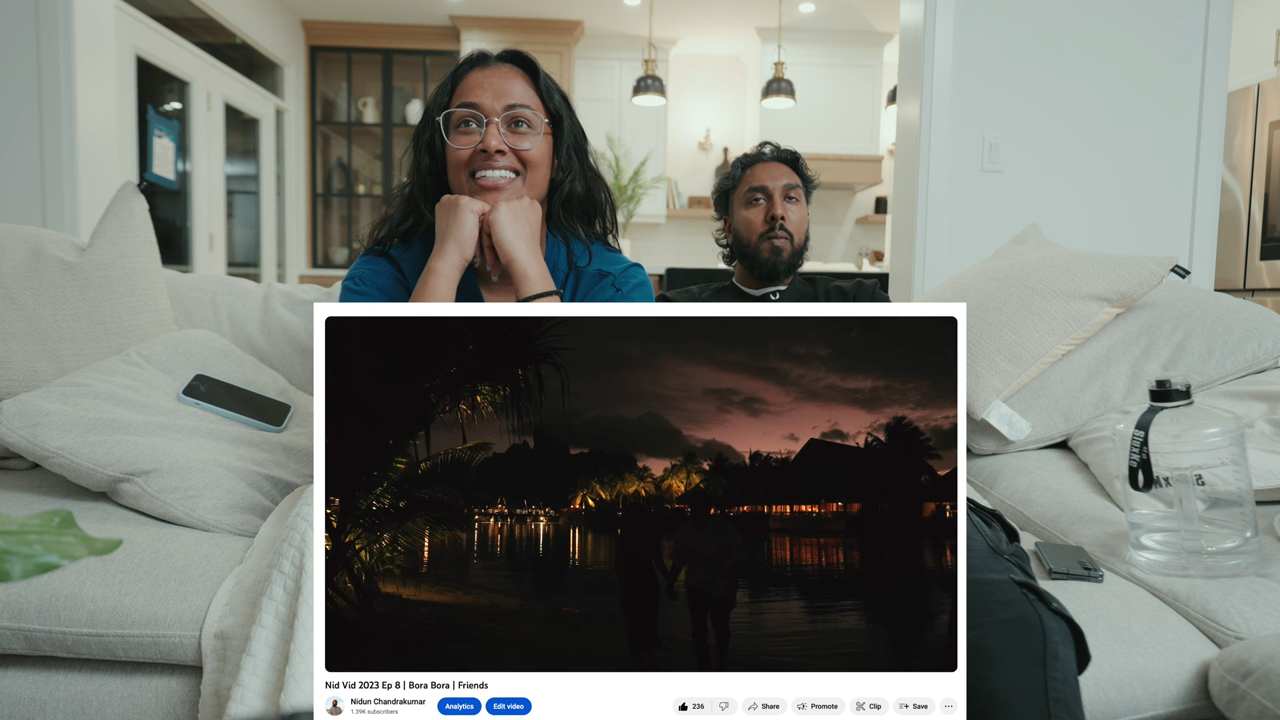 Nid Vid 2023 Ep 8 | Bora Bora | Friends
Nidun Chandrakumar
1.39K subscribers
Analytics
Edit video
236
Share
Promote
Clip
Save